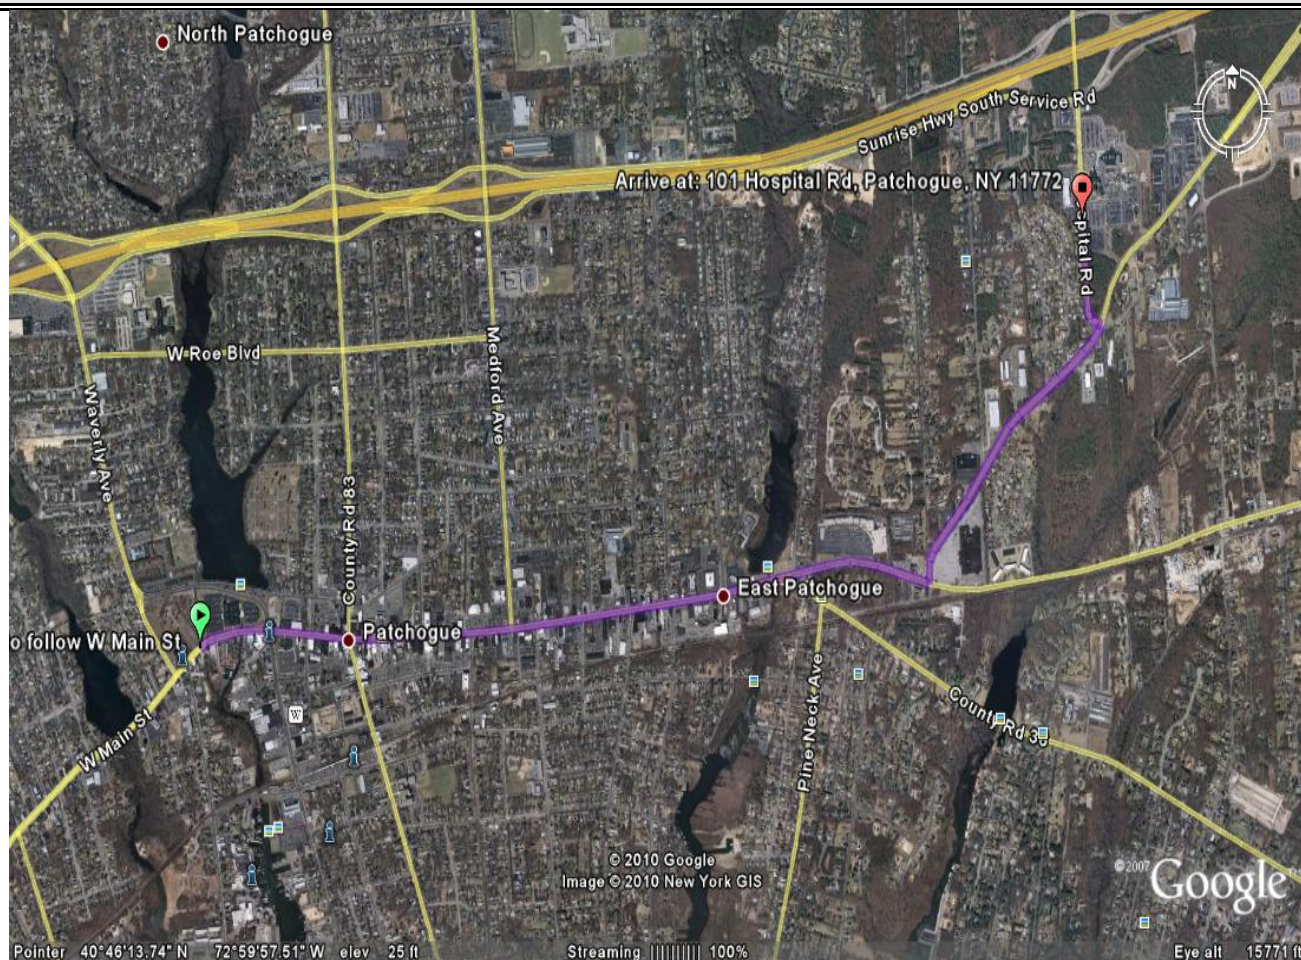 North Patchogue
N
Sunrise Hwy South Service Rd
Arrive at: 101 Hospital Rd, Patchogue, NY 11772
spital Rd
W Roe Blvd
Medford Ave
Waverly Ave
County Rd 83
East Patchogue
Patchogue
o follow W Main St
W
W Main St
Pine Neck Ave
County Rd 36
© 2010 Google
Image © 2010 New York GIS
©2007 Google
Pointer 40°46'13.74" N 72°59'57.51" W elev 25 ft Streaming |||||||||| 100% Eye alt 15771 ft